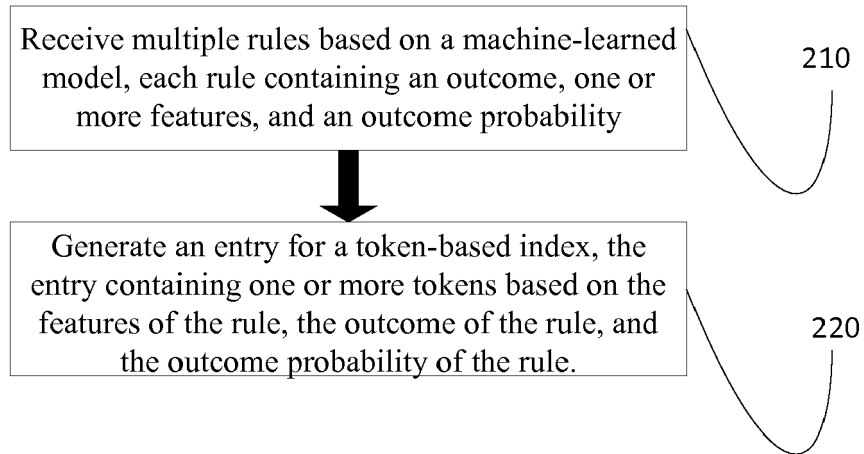 Receive multiple rules based on a machine-learned
model, each rule containing an outcome, one or
more features, and an outcome probability
210
Generate an entry for a token-based index, the
entry containing one or more tokens based on the
features of the rule, the outcome of the rule, and
the outcome probability of the rule.
220